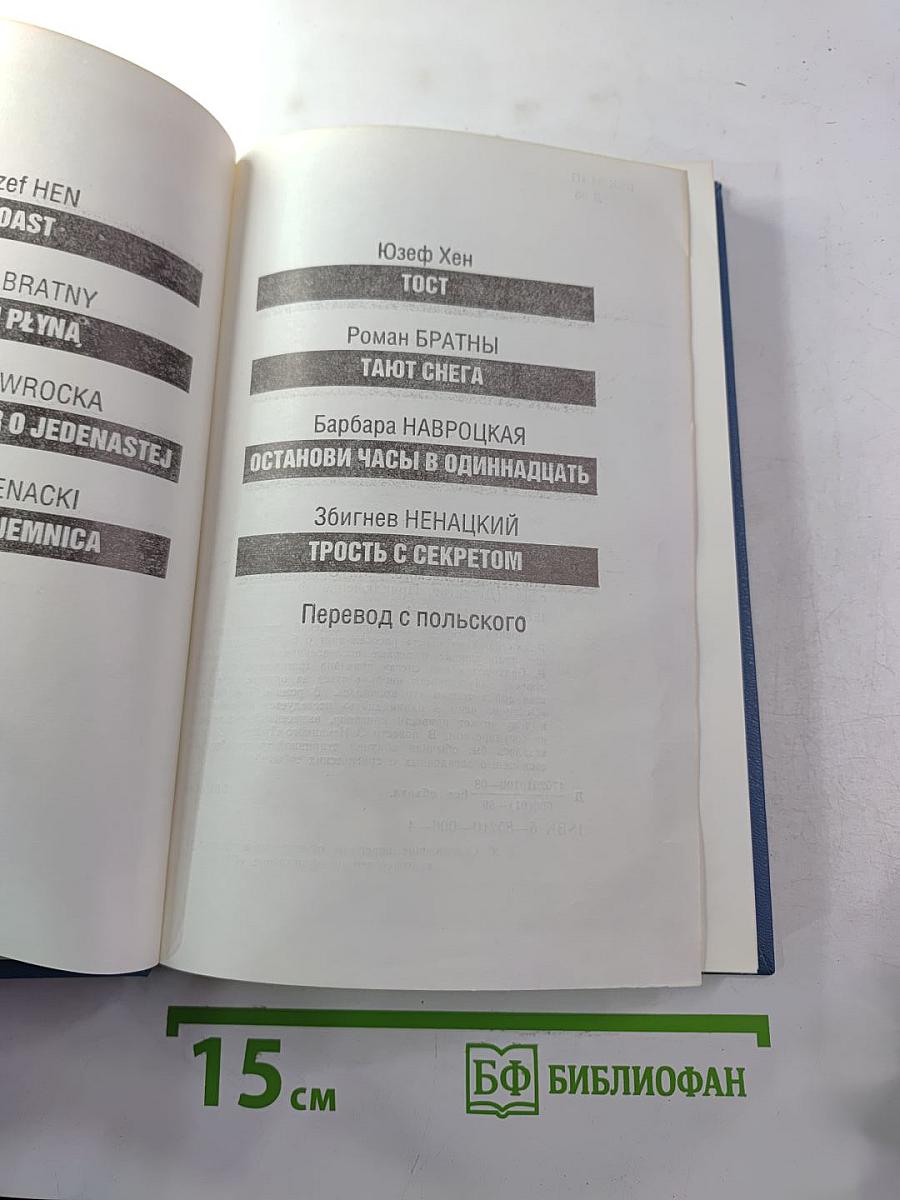 zef HEN
OAST
BRATNY
PŁYNĄ
WROCKA
O JEDENASTEJ
ENACKI
JEMNICA
Юзеф Хен
ТОСТ
Роман БРАТНЫ
ТАЮТ СНЕГА
Барбара НАВРОЦКАЯ
ОСТАНОВИ ЧАСЫ В ОДИННАДЦАТЬ
Збигнев НЕНАЦКИЙ
ТРОСТЬ С СЕКРЕТОМ
Перевод с польского
15 см
БФ БИБЛИОФАН